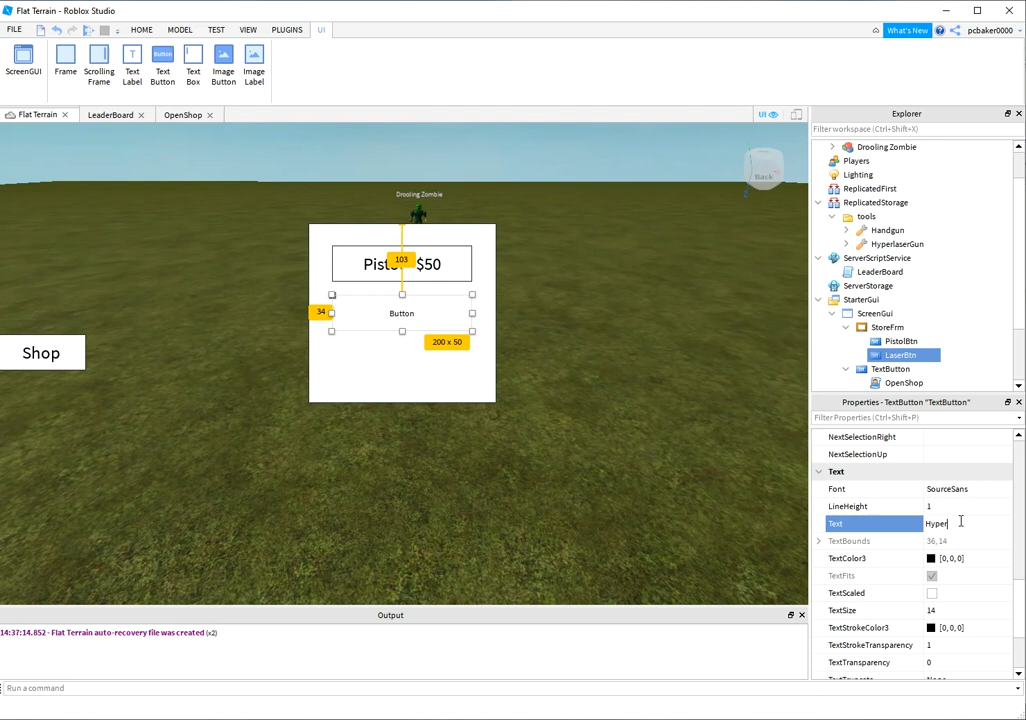 Flat Terrain - Roblox Studio
FILE HOME MODEL TEST VIEW PLUGINS UI What's New pcbaker0000
ScreenGUI Frame Scrolling Frame Text Label Text Button Text Box Image Button Image Label
Flat Terrain LeaderBoard OpenShop UI
Back
Drooling Zombie
$50
103
34
Button
200 x 50
Shop
Explorer
Filter workspace (Ctrl+Shift+X)
Drooling Zombie
Players
Lighting
ReplicatedFirst
ReplicatedStorage
tools
Handgun
HyperlaserGun
ServerScriptService
LeaderBoard
ServerStorage
StarterGui
ScreenGui
StoreFrm
PistolBtn
LaserBtn
TextButton
OpenShop
Properties - TextButton "TextButton"
Filter Properties (Ctrl+Shift+P)
NextSelectionRight
NextSelectionUp
Text
Font SourceSans
LineHeight 1
Text Hyper
TextBounds 36, 14
TextColor3 [0, 0, 0]
TextFits
TextScaled
TextSize 14
TextStrokeColor3 [0, 0, 0]
TextStrokeTransparency 1
TextTransparency 0
Output
14:37:14.852 - Flat Terrain auto-recovery file was created (x2)
Run a command